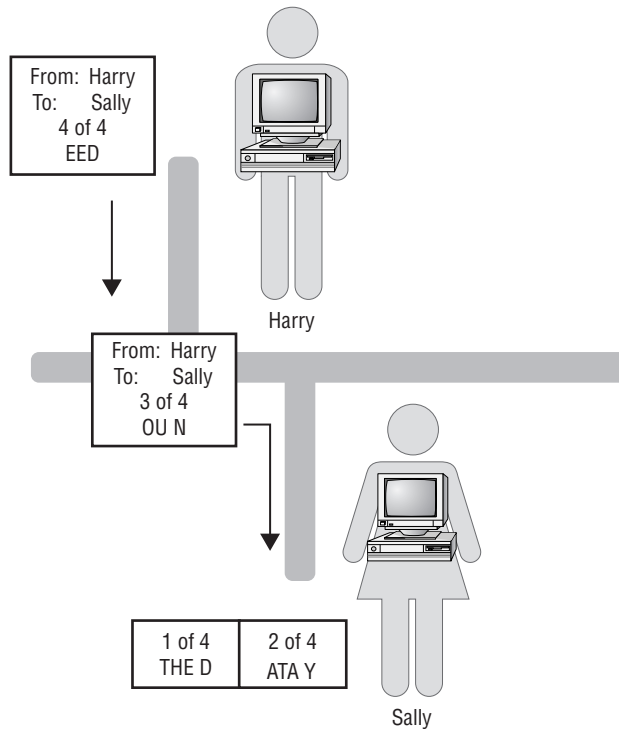 From: Harry
To: Sally
4 of 4
EED
Harry
From: Harry
To: Sally
3 of 4
OU N
1 of 4
THE D
2 of 4
ATA Y
Sally